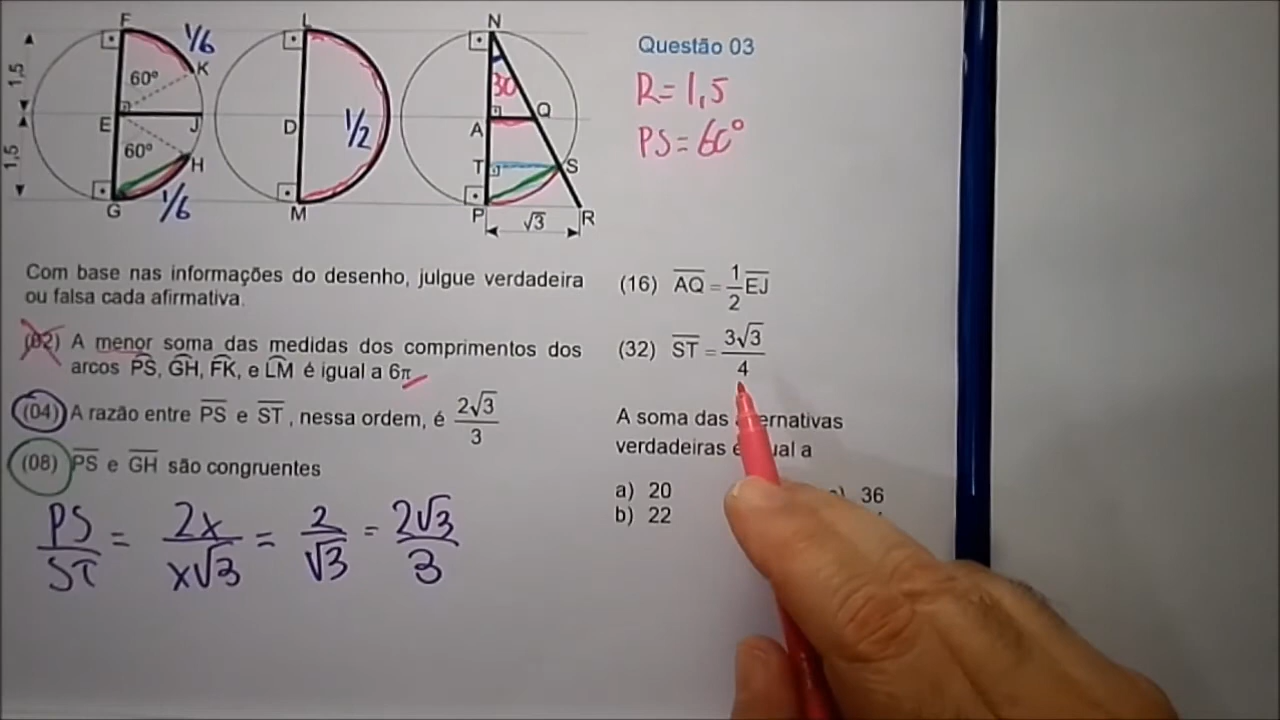 F
1/6
K
60º
E
J
60º
H
G
1/6
1,5
1,5
L
D
1/2
M
N
30
Q
A
T
S
P
R
√3
Questão 03
R = 1,5
PS = 60°
Com base nas informações do desenho, julgue verdadeira
ou falsa cada afirmativa.
(02) A menor soma das medidas dos comprimentos dos
arcos PS, GH, FK, e LM é igual a 6π
(04) A razão entre PS e ST , nessa ordem, é 2√3/3
(08) PS e GH são congruentes
PS/ST = 2x/x√3 = 2/√3 = 2√3/3
(16) AQ = 1/2 EJ
(32) ST = 3√3/4
A soma das
verdadeiras
a) 20
36
b) 22